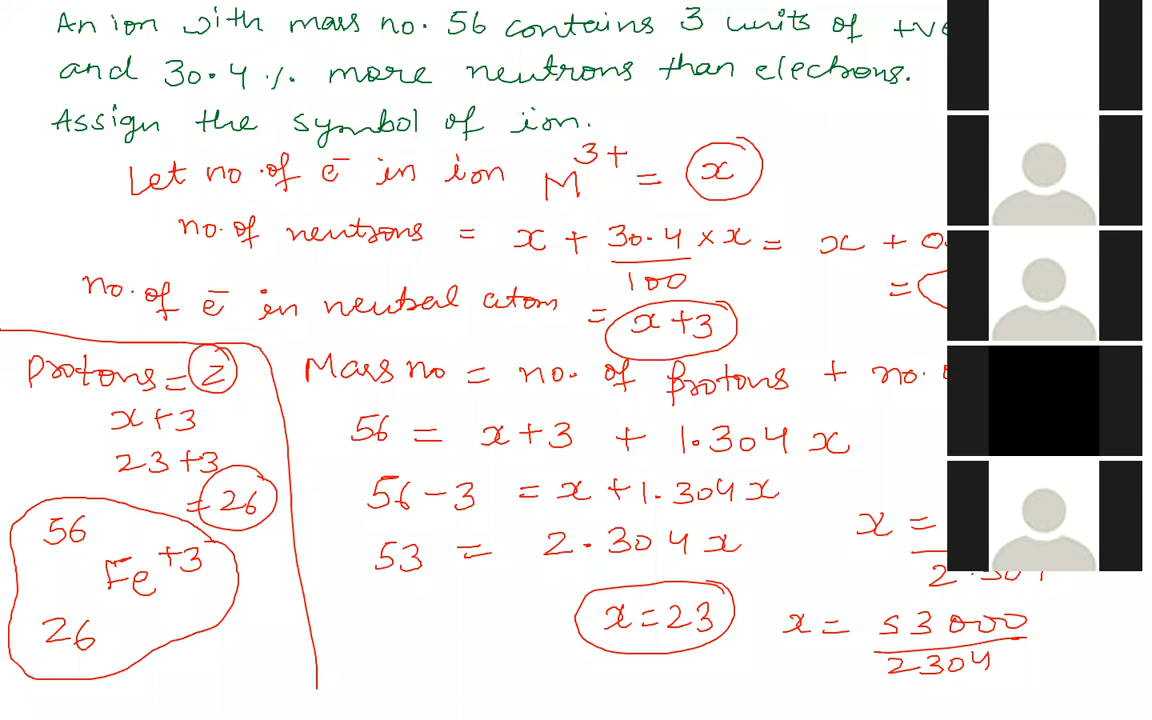 An ion with mass no. 56 contains 3 units of +ve
and 30.4 % more neutrons than electrons.
Assign the symbol of ion.
Let no. of e̅ in ion M³⁺ = x
no. of neutrons = x + 30.4/100 × x = x + 0.
=
no. of e̅ in neutral atom = x+3
Protons = Z
x+3
23+3
= 26
56
Fe⁺³
26
Mass no = no. of protons + no.
56 = x+3 + 1.304 x
56-3 = x + 1.304 x
53 = 2.304 x
x =
x = 23
x = 53000/2304